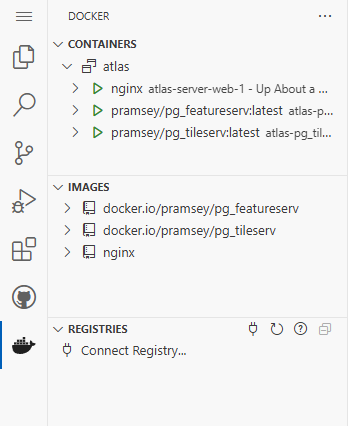 DOCKER
CONTAINERS
atlas
nginx atlas-server-web-1 - Up About a ...
pramsey/pg_featureserv:latest atlas-p...
pramsey/pg_tileserv:latest atlas-pg_til...
IMAGES
docker.io/pramsey/pg_featureserv
docker.io/pramsey/pg_tileserv
nginx
REGISTRIES
Connect Registry...